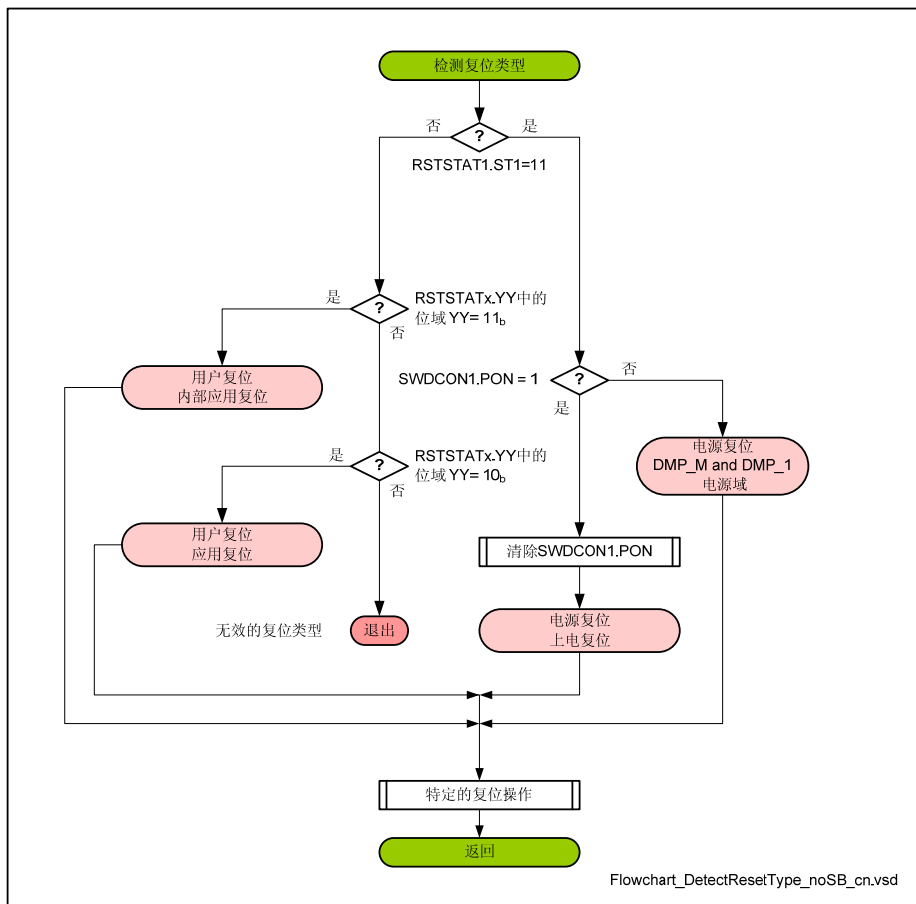 检测复位类型
否
?
是
RSTSTAT1.ST1=11
是
?
RSTSTATx.YY中的
位域 YY= 11b
否
用户复位
内部应用复位
SWDCON1.PON = 1
?
否
是
电源复位
DMP_M and DMP_1
电源域
是
?
RSTSTATx.YY中的
位域 YY= 10b
否
用户复位
应用复位
清除SWDCON1.PON
无效的复位类型
退出
电源复位
上电复位
特定的复位操作
返回
Flowchart_DetectResetType_noSB_cn.vsd